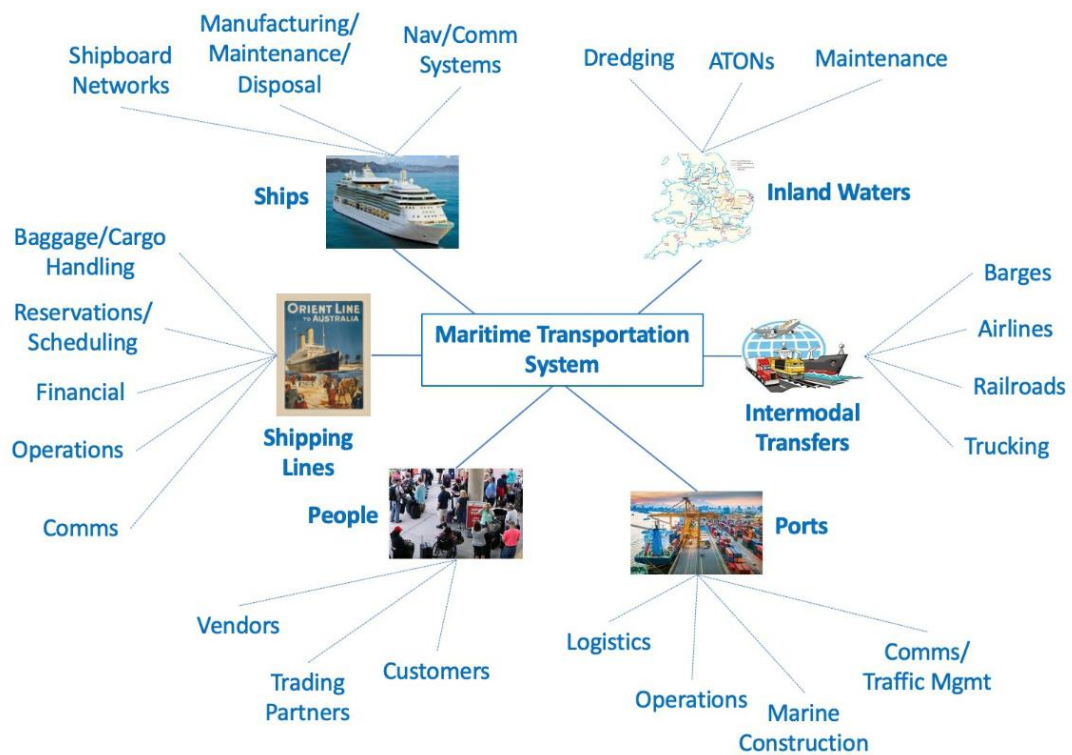 Shipboard
Networks
Manufacturing/
Maintenance/
Disposal
Nav/Comm
Systems
Dredging
ATONs
Maintenance
Ships
Inland Waters
Baggage/Cargo
Handling
Reservations/
Scheduling
Financial
Operations
Comms
ORIENT LINE
TO AUSTRALIA
Shipping
Lines
Maritime Transportation
System
Intermodal
Transfers
Barges
Airlines
Railroads
Trucking
People
Ports
Vendors
Trading
Partners
Customers
Logistics
Operations
Marine
Construction
Comms/
Traffic Mgmt